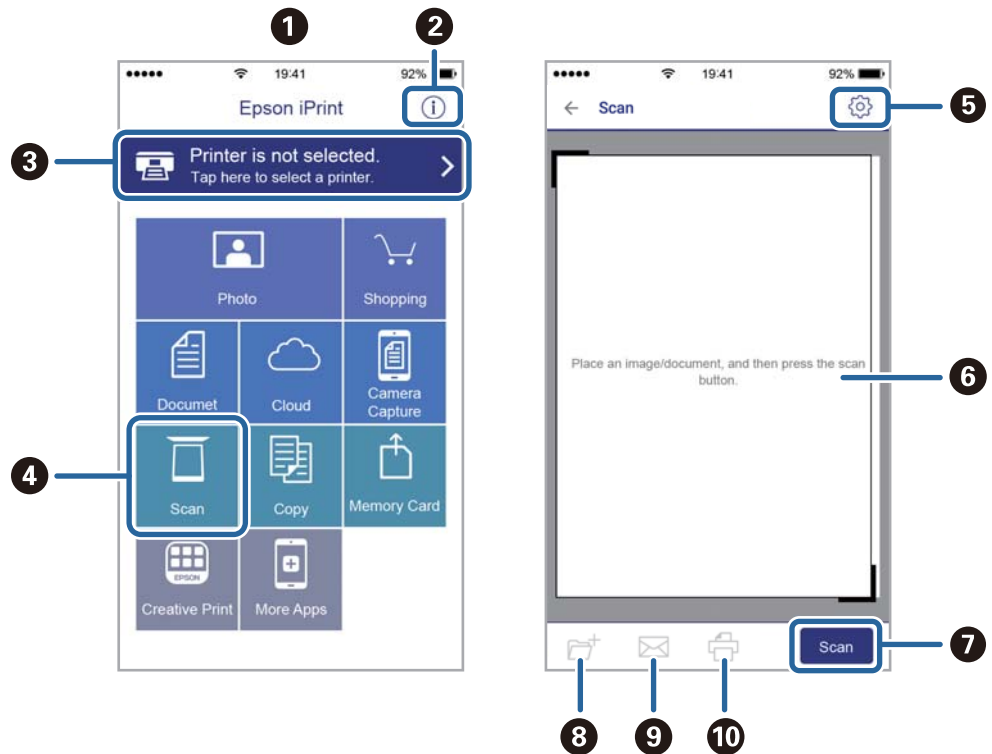 1
2
19:41
92%
Epson iPrint
i
3
Printer is not selected.
Tap here to select a printer.
Photo
Shopping
Documet
Cloud
Camera
Capture
4
Scan
Copy
Memory Card
EPSON
Creative Print
More Apps
19:41
92%
Scan
5
Place an image/document, and then press the scan
button.
6
Scan
7
8
9
10